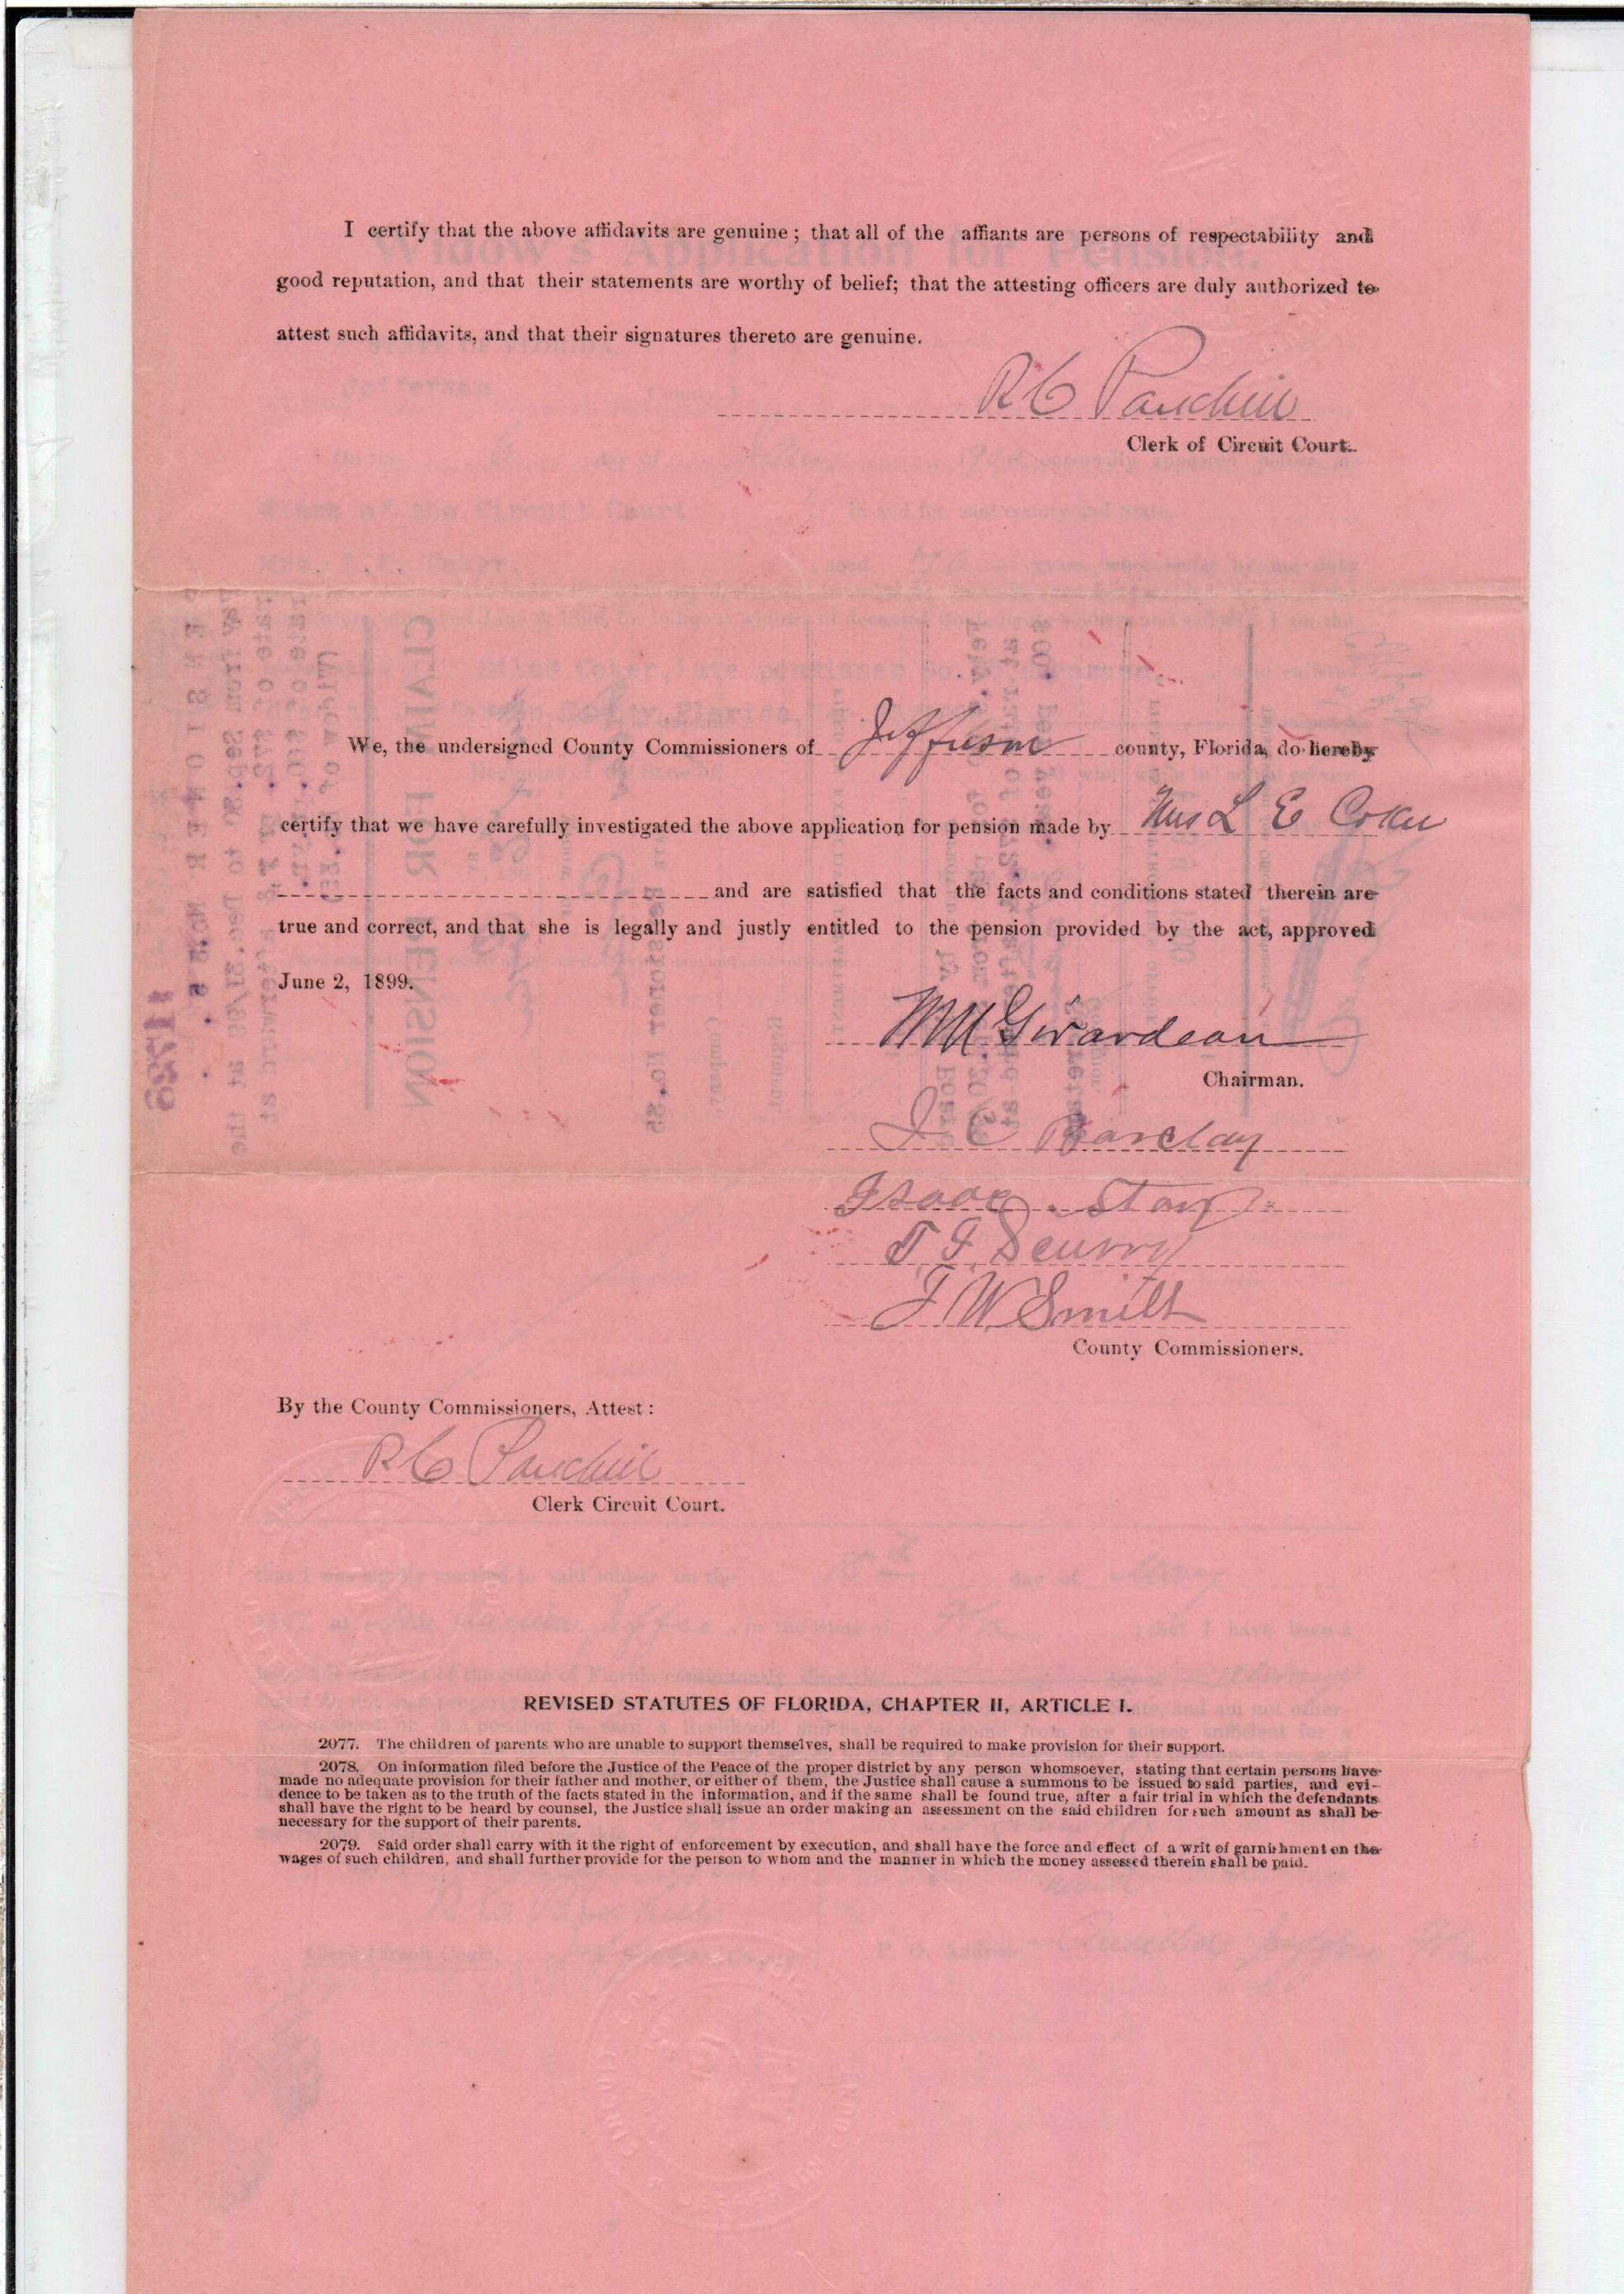 I certify that the above affidavits are genuine; that all of the affiants are persons of respectability and
good reputation, and that their statements are worthy of belief; that the attesting officers are duly authorized to
attest such affidavits, and that their signatures thereto are genuine.
R C
Clerk of Circuit Court.
We, the undersigned County Commissioners of Jefferson county, Florida, do hereby
certify that we have carefully investigated the above application for pension made by Mrs L E Coker
and are satisfied that the facts and conditions stated therein are
true and correct, and that she is legally and justly entitled to the pension provided by the act, approved
June 2, 1899.
Girardeau
Chairman.
J C Barclay
Isaac
T J Scurry
J W Smith
County Commissioners.
By the County Commissioners, Attest:
R C
Clerk Circuit Court.
REVISED STATUTES OF FLORIDA, CHAPTER II, ARTICLE I.
2077. The children of parents who are unable to support themselves, shall be required to make provision for their support.
2078. On information filed before the Justice of the Peace of the proper district by any person whomsoever, stating that certain persons have
made no adequate provision for their father and mother, or either of them, the Justice shall cause a summons to be issued to said parties, and evi-
dence to be taken as to the truth of the facts stated in the information, and if the same shall be found true, after a fair trial in which the defendants
shall have the right to be heard by counsel, the Justice shall issue an order making an assessment on the said children for such amount as shall be
necessary for the support of their parents.
2079. Said order shall carry with it the right of enforcement by execution, and shall have the force and effect of a writ of garnishment on the
wages of such children, and shall further provide for the person to whom and the manner in which the money assessed therein shall be paid.